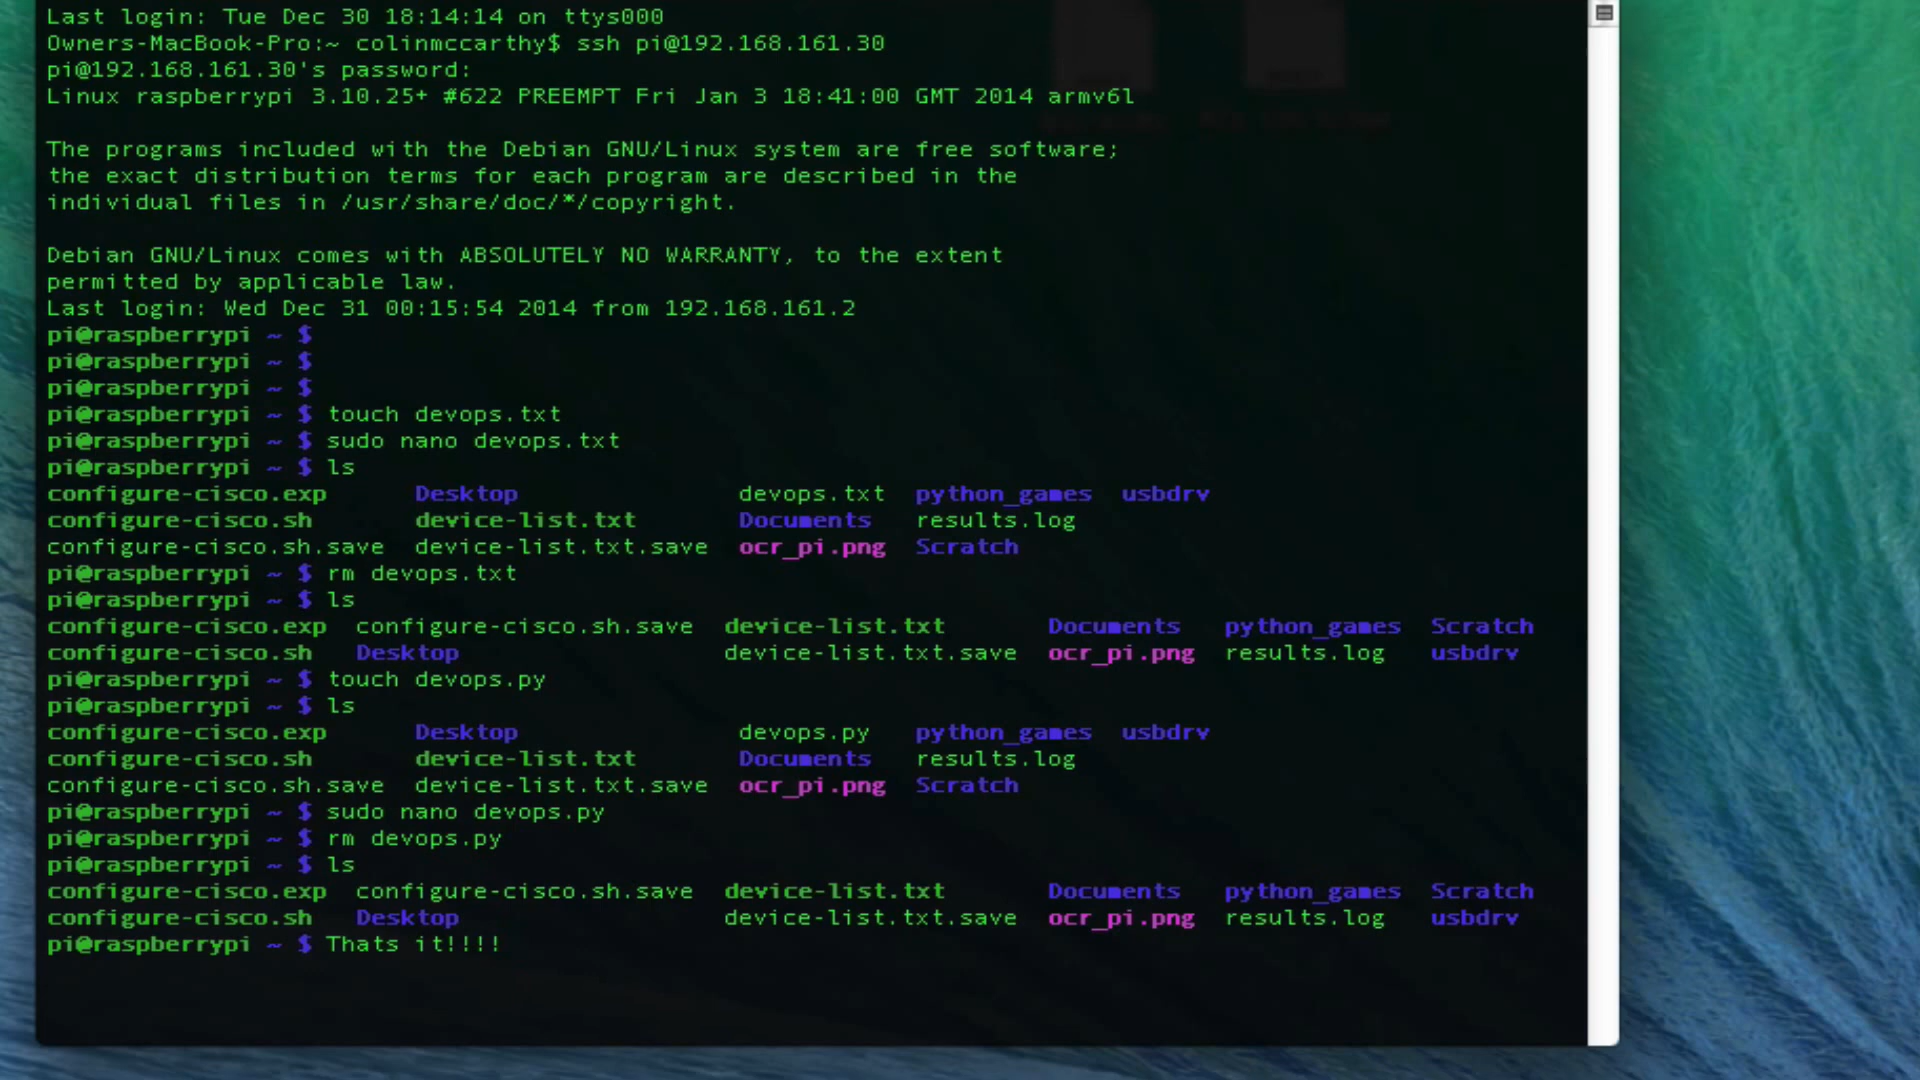 Last login: Tue Dec 30 18:14:14 on ttys000
Owners-MacBook-Pro:~ colinmccarthy$ ssh pi@192.168.161.30
pi@192.168.161.30's password:
Linux raspberrypi 3.10.25+ #622 PREEMPT Fri Jan 3 18:41:00 GMT 2014 armv6l
The programs included with the Debian GNU/Linux system are free software;
the exact distribution terms for each program are described in the
individual files in /usr/share/doc/*/copyright.
Debian GNU/Linux comes with ABSOLUTELY NO WARRANTY, to the extent
permitted by applicable law.
Last login: Wed Dec 31 00:15:54 2014 from 192.168.161.2
pi@raspberrypi ~ $
pi@raspberrypi ~ $
pi@raspberrypi ~ $
pi@raspberrypi ~ $ touch devops.txt
pi@raspberrypi ~ $ sudo nano devops.txt
pi@raspberrypi ~ $ ls
configure-cisco.exp Desktop devops.txt python_games usbdrv
configure-cisco.sh device-list.txt Documents results.log
configure-cisco.sh.save device-list.txt.save ocr_pi.png Scratch
pi@raspberrypi ~ $ rm devops.txt
pi@raspberrypi ~ $ ls
configure-cisco.exp configure-cisco.sh.save device-list.txt Documents python_games Scratch
configure-cisco.sh Desktop device-list.txt.save ocr_pi.png results.log usbdrv
pi@raspberrypi ~ $ touch devops.py
pi@raspberrypi ~ $ ls
configure-cisco.exp Desktop devops.py python_games usbdrv
configure-cisco.sh device-list.txt Documents results.log
configure-cisco.sh.save device-list.txt.save ocr_pi.png Scratch
pi@raspberrypi ~ $ sudo nano devops.py
pi@raspberrypi ~ $ rm devops.py
pi@raspberrypi ~ $ ls
configure-cisco.exp configure-cisco.sh.save device-list.txt Documents python_games Scratch
configure-cisco.sh Desktop device-list.txt.save ocr_pi.png results.log usbdrv
pi@raspberrypi ~ $ Thats it!!!!